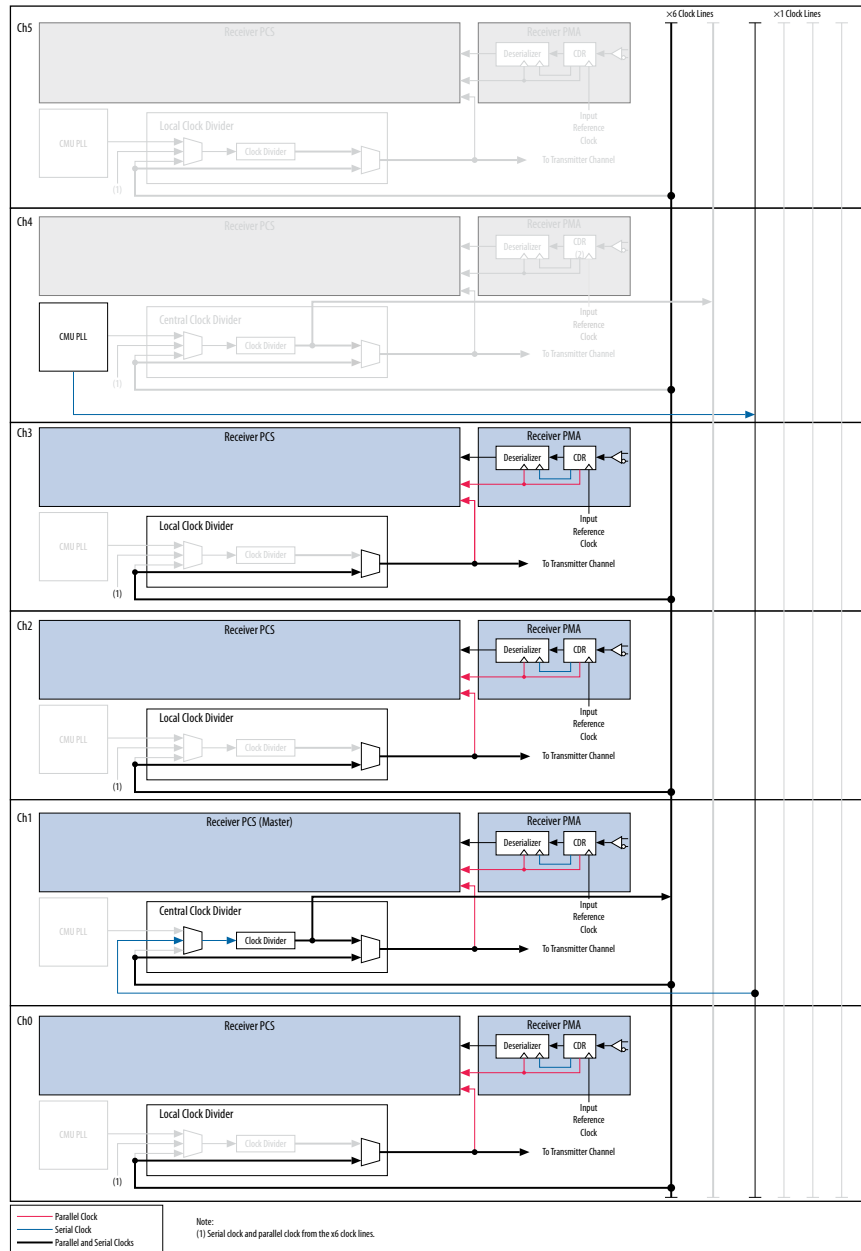 ×6 Clock Lines
×1 Clock Lines
Ch5
Receiver PCS
Receiver PMA
Deserializer
CDR
Input
Reference
Clock
CMU PLL
Local Clock Divider
Clock Divider
To Transmitter Channel
(1)
Ch4
Receiver PCS
Receiver PMA
Deserializer
CDR
(2)
Input
Reference
Clock
CMU PLL
Central Clock Divider
Clock Divider
To Transmitter Channel
(1)
Ch3
Receiver PCS
Receiver PMA
Deserializer
CDR
Input
Reference
Clock
CMU PLL
Local Clock Divider
Clock Divider
To Transmitter Channel
(1)
Ch2
Receiver PCS
Receiver PMA
Deserializer
CDR
Input
Reference
Clock
CMU PLL
Local Clock Divider
Clock Divider
To Transmitter Channel
(1)
Ch1
Receiver PCS (Master)
Receiver PMA
Deserializer
CDR
Input
Reference
Clock
CMU PLL
Central Clock Divider
Clock Divider
To Transmitter Channel
(1)
Ch0
Receiver PCS
Receiver PMA
Deserializer
CDR
Input
Reference
Clock
CMU PLL
Local Clock Divider
Clock Divider
To Transmitter Channel
(1)
Parallel Clock
Serial Clock
Parallel and Serial Clocks
Note:
(1) Serial clock and parallel clock from the x6 clock lines.